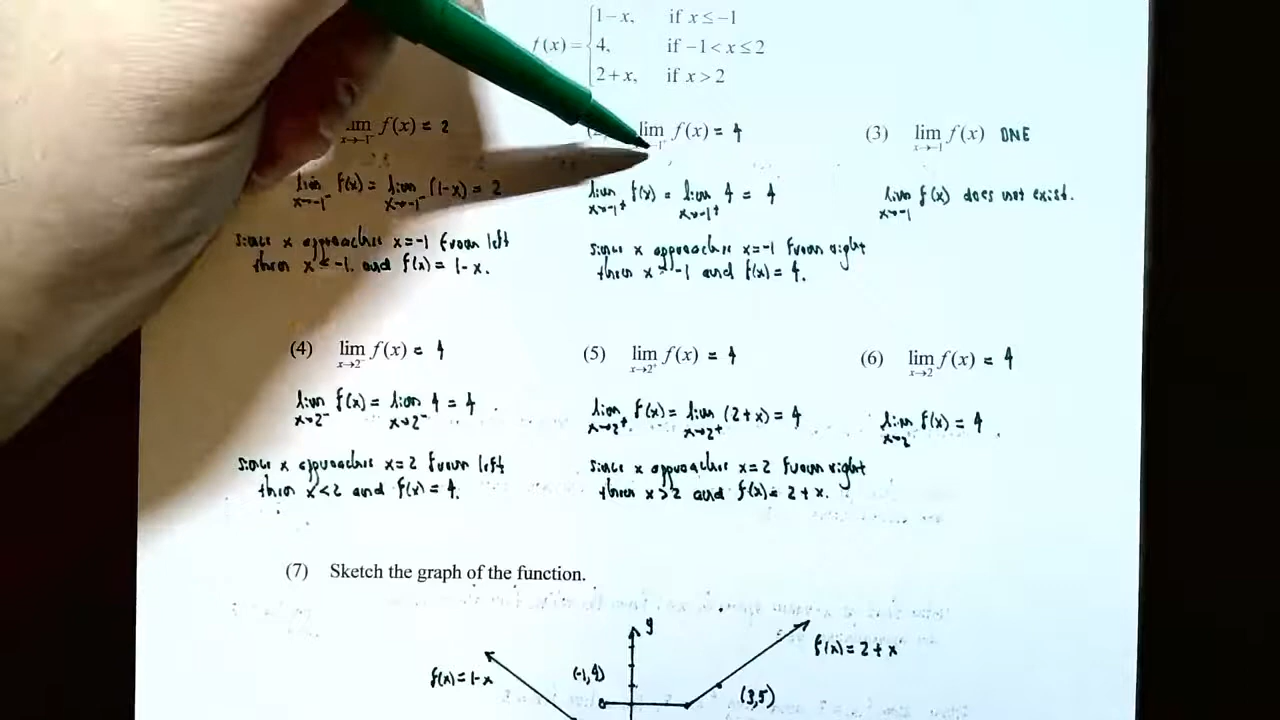 f(x) = { 1−x, if x ≤ −1
4, if −1 < x ≤ 2
2+x, if x > 2
lim x→−1⁻ f(x) = 2
lim x→−1⁻ f(x) = lim x→−1⁻ (1−x) = 2
since x approaches x=−1 from left
then x < −1 and f(x) = 1−x.
lim f(x) = 4
lim x→−1⁺ f(x) = lim x→−1⁺ 4 = 4
since x approaches x=−1 from right
then x > −1 and f(x) = 4.
(3) lim x→−1 f(x) DNE
lim x→−1 f(x) does not exist.
(4) lim x→2⁻ f(x) = 4
lim x→2⁻ f(x) = lim x→2⁻ 4 = 4
since x approaches x=2 from left
then x<2 and f(x) = 4.
(5) lim x→2⁺ f(x) = 4
lim x→2⁺ f(x) = lim x→2⁺ (2+x) = 4
since x approaches x=2 from right
then x>2 and f(x) = 2+x.
(6) lim x→2 f(x) = 4
lim x→2 f(x) = 4
(7) Sketch the graph of the function.
y
f(x) = 2+x
(−1,4)
f(x) = 1−x
(3,5)